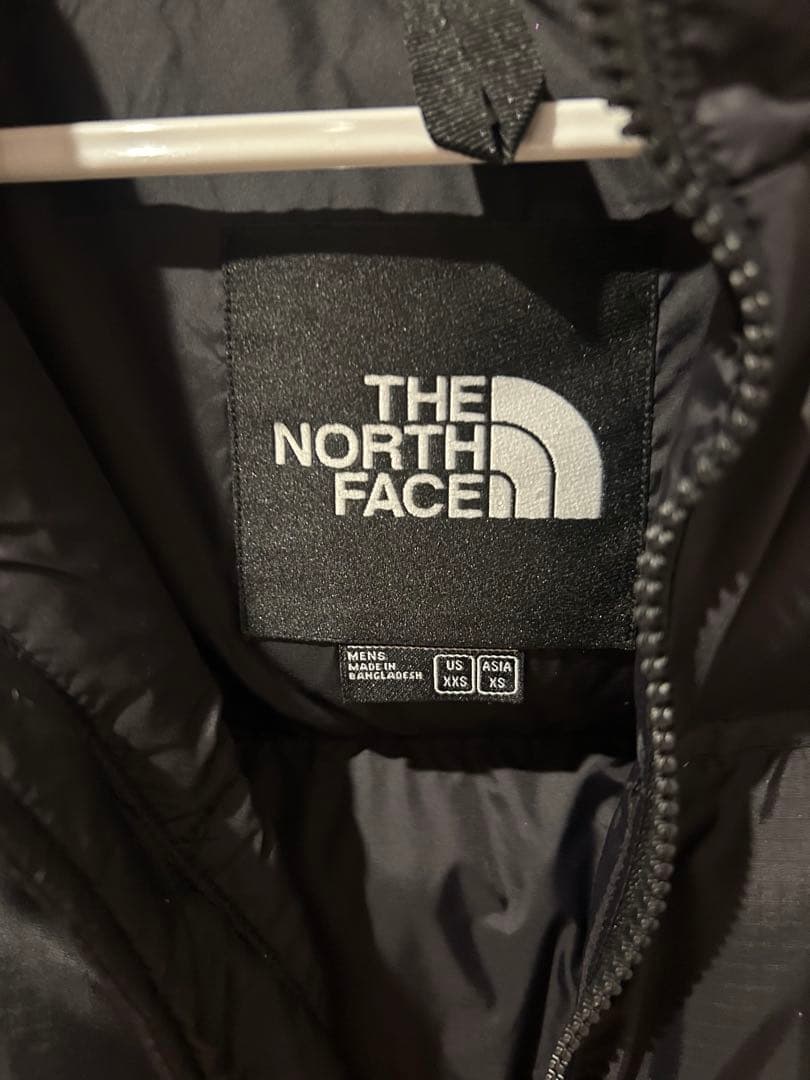 THE
NORTH
FACE
MENS
MADE IN
BANGLADESH
US
XXS
ASIA
XS